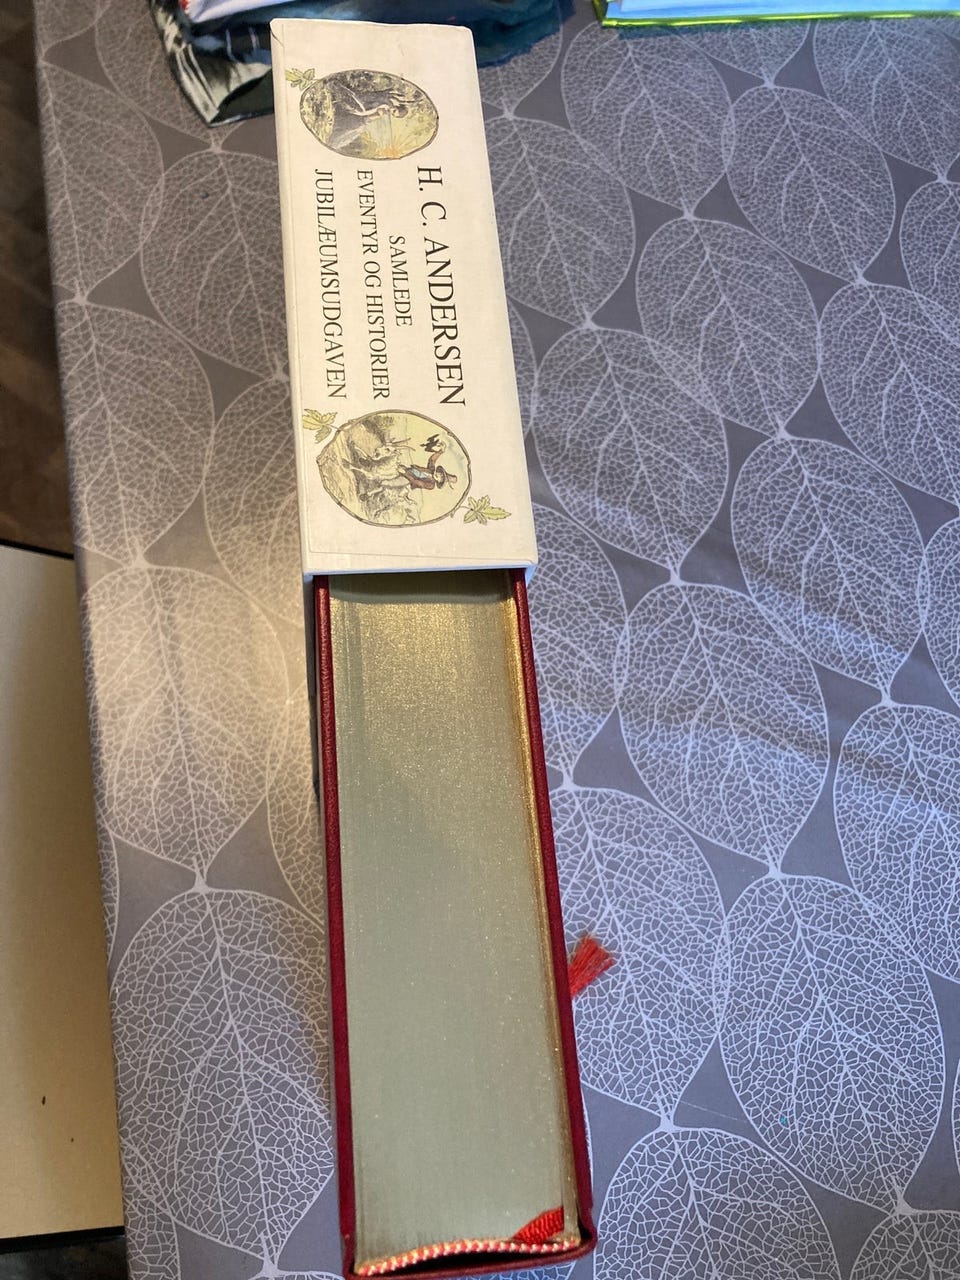 H. C. ANDERSEN
SAMLEDE
EVENTYR OG HISTORIER
JUBILÆUMSUDGAVEN